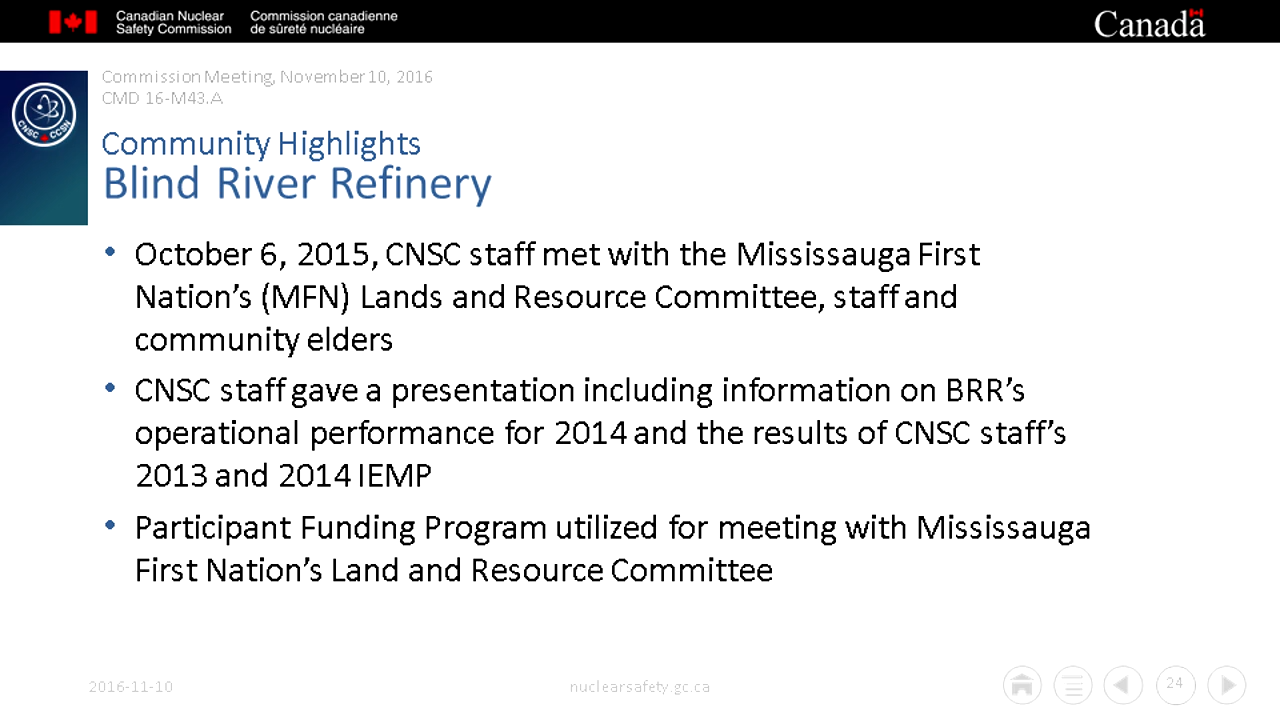 Canadian Nuclear Safety Commission
Commission canadienne de sûreté nucléaire
Canada
Commission Meeting, November 10, 2016
CMD 16-M43.A
CNSC CCSN
Community Highlights
Blind River Refinery
• October 6, 2015, CNSC staff met with the Mississauga First
Nation’s (MFN) Lands and Resource Committee, staff and
community elders
• CNSC staff gave a presentation including information on BRR’s
operational performance for 2014 and the results of CNSC staff’s
2013 and 2014 IEMP
• Participant Funding Program utilized for meeting with Mississauga
First Nation’s Land and Resource Committee
2016-11-10
nuclearsafety.gc.ca
24